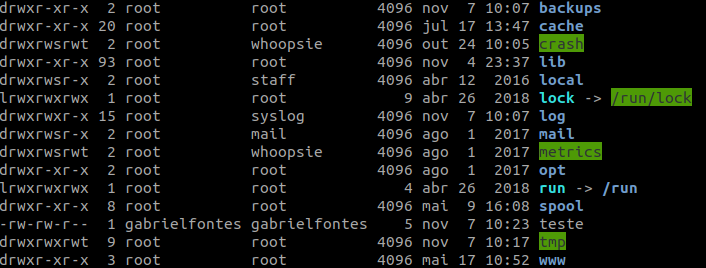 drwxr-xr-x  2 root         root         4096 nov  7 10:07 backups
drwxr-xr-x 20 root         root         4096 jul 17 13:47 cache
drwxrwsrwt  2 root         whoopsie     4096 out 24 10:05 crash
drwxr-xr-x 93 root         root         4096 nov  4 23:37 lib
drwxrwsr-x  2 root         staff        4096 abr 12  2016 local
lrwxrwxrwx  1 root         root            9 abr 26  2018 lock -> /run/lock
drwxrwxr-x 15 root         syslog       4096 nov  7 10:07 log
drwxrwsr-x  2 root         mail         4096 ago  1  2017 mail
drwxrwsrwt  2 root         whoopsie     4096 ago  1  2017 metrics
drwxr-xr-x  2 root         root         4096 ago  1  2017 opt
lrwxrwxrwx  1 root         root            4 abr 26  2018 run -> /run
drwxr-xr-x  8 root         root         4096 mai  9 16:08 spool
-rw-rw-r--  1 gabrielfontes gabrielfontes    5 nov  7 10:23 teste
drwxrwxrwt  9 root         root         4096 nov  7 10:17 tmp
drwxr-xr-x  3 root         root         4096 mai 17 10:52 www